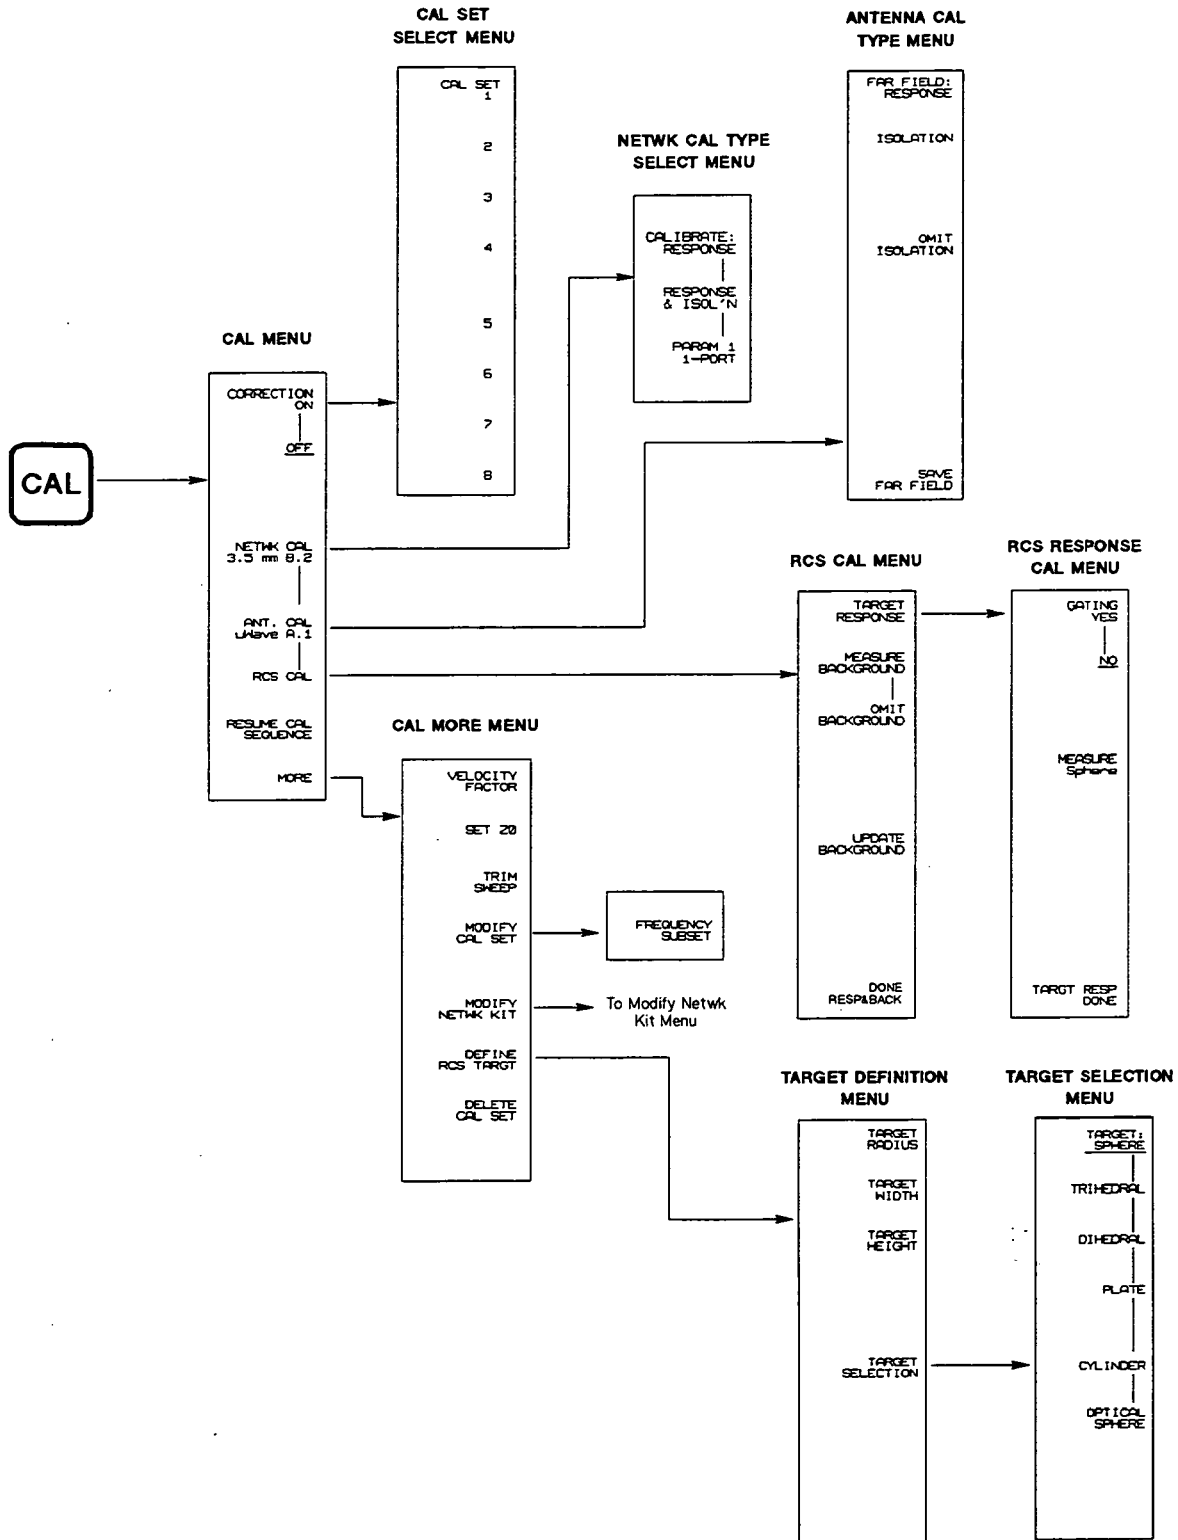 CAL SET
SELECT MENU
CAL SET
1
2
3
4
5
6
7
8
ANTENNA CAL
TYPE MENU
FAR FIELD:
RESPONSE
ISOLATION
OMIT
ISOLATION
SAVE
FAR FIELD
NETWK CAL TYPE
SELECT MENU
CALIBRATE:
RESPONSE
RESPONSE
& ISOL'N
PARAM 1
1-PORT
CAL
CAL MENU
CORRECTION
ON
OFF
NETWK CAL
3.5 mm B.2
ANT. CAL
uWave A.1
RCS CAL
RESUME CAL
SEQUENCE
MORE
RCS CAL MENU
TARGET
RESPONSE
MEASURE
BACKGROUND
OMIT
BACKGROUND
UPDATE
BACKGROUND
DONE
RESP&BACK
RCS RESPONSE
CAL MENU
GATING
YES
NO
MEASURE
Sphere
TARGT RESP
DONE
CAL MORE MENU
VELOCITY
FACTOR
SET Z0
TRIM
SWEEP
MODIFY
CAL SET
FREQUENCY
SUBSET
MODIFY
NETWK KIT
To Modify Netwk
Kit Menu
DEFINE
RCS TARGT
DELETE
CAL SET
TARGET DEFINITION
MENU
TARGET
RADIUS
TARGET
WIDTH
TARGET
HEIGHT
TARGET
SELECTION
TARGET SELECTION
MENU
TARGET:
SPHERE
TRIHEDRAL
DIHEDRAL
PLATE
CYLINDER
OPTICAL
SPHERE